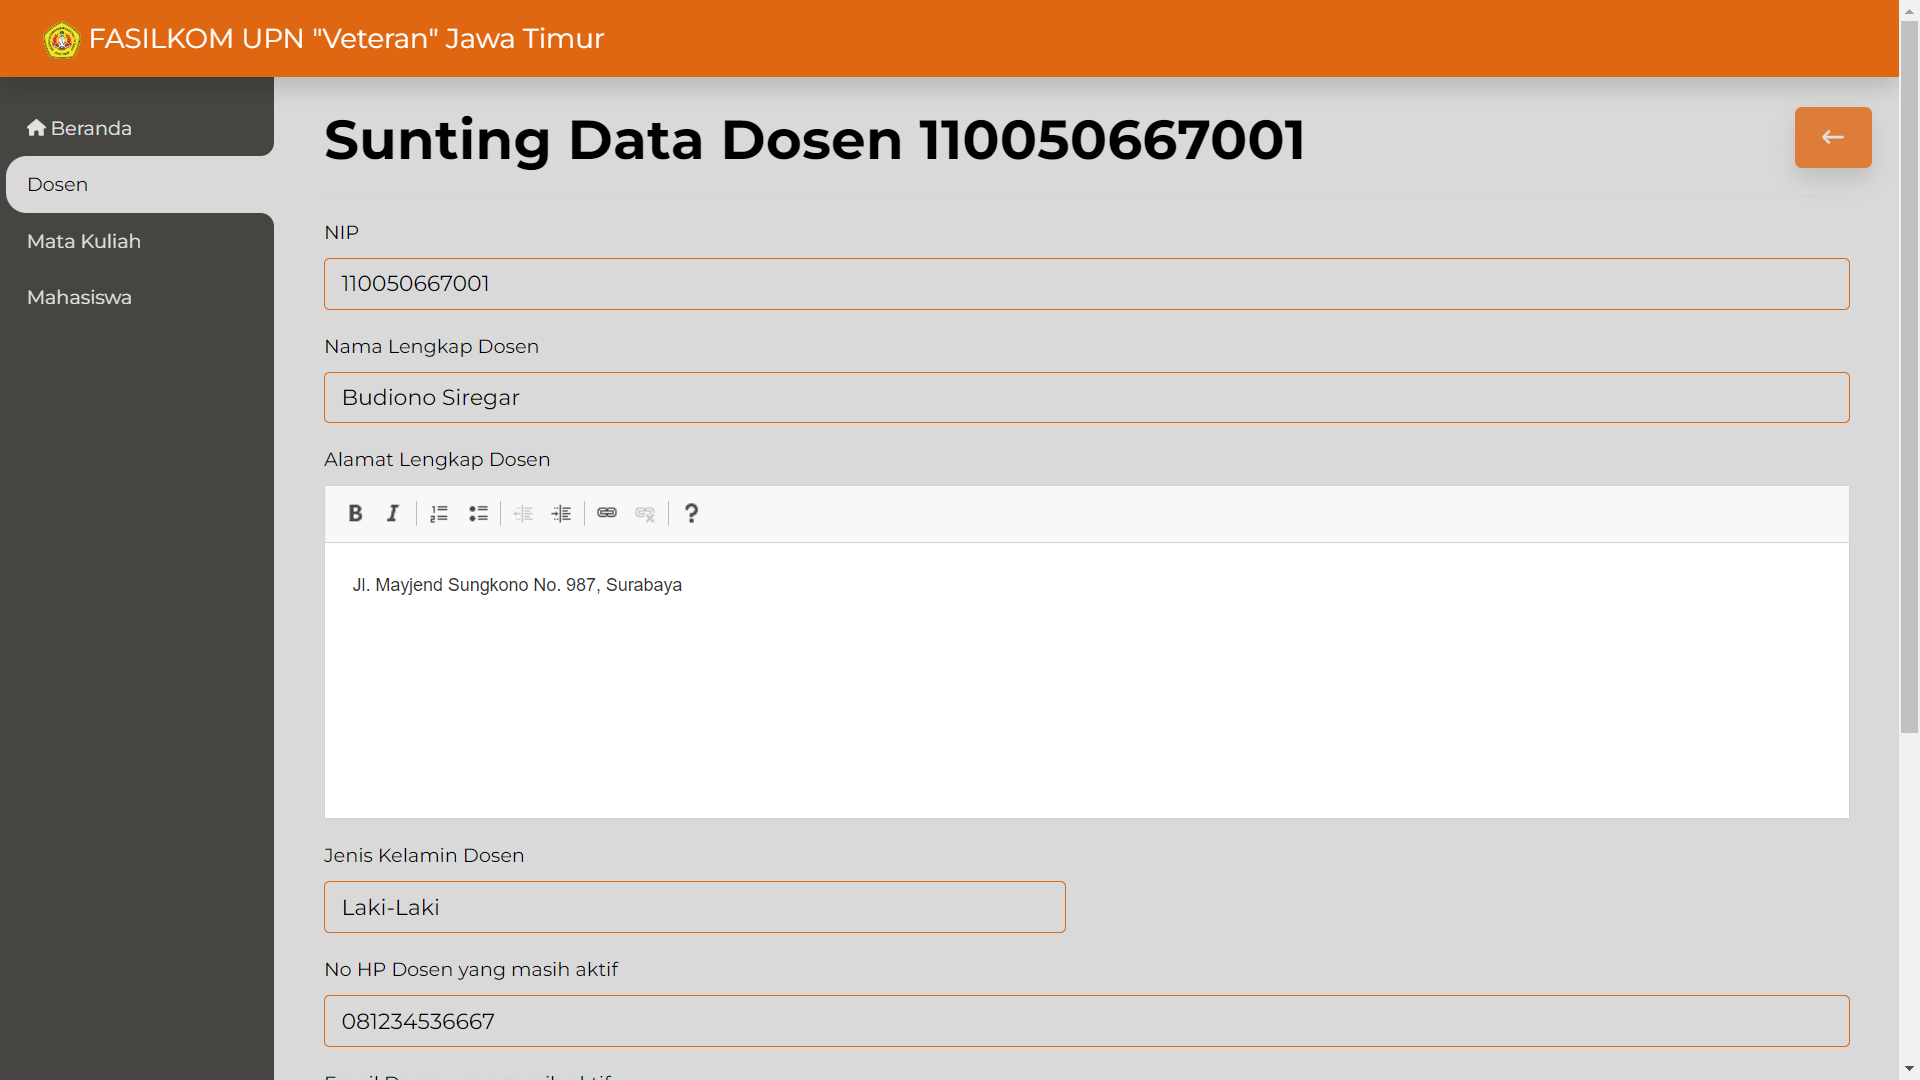 FASILKOM UPN "Veteran" Jawa Timur
Beranda
Dosen
Mata Kuliah
Mahasiswa
Sunting Data Dosen 110050667001
NIP
110050667001
Nama Lengkap Dosen
Budiono Siregar
Alamat Lengkap Dosen
B I ?
Jl. Mayjend Sungkono No. 987, Surabaya
Jenis Kelamin Dosen
Laki-Laki
No HP Dosen yang masih aktif
081234536667